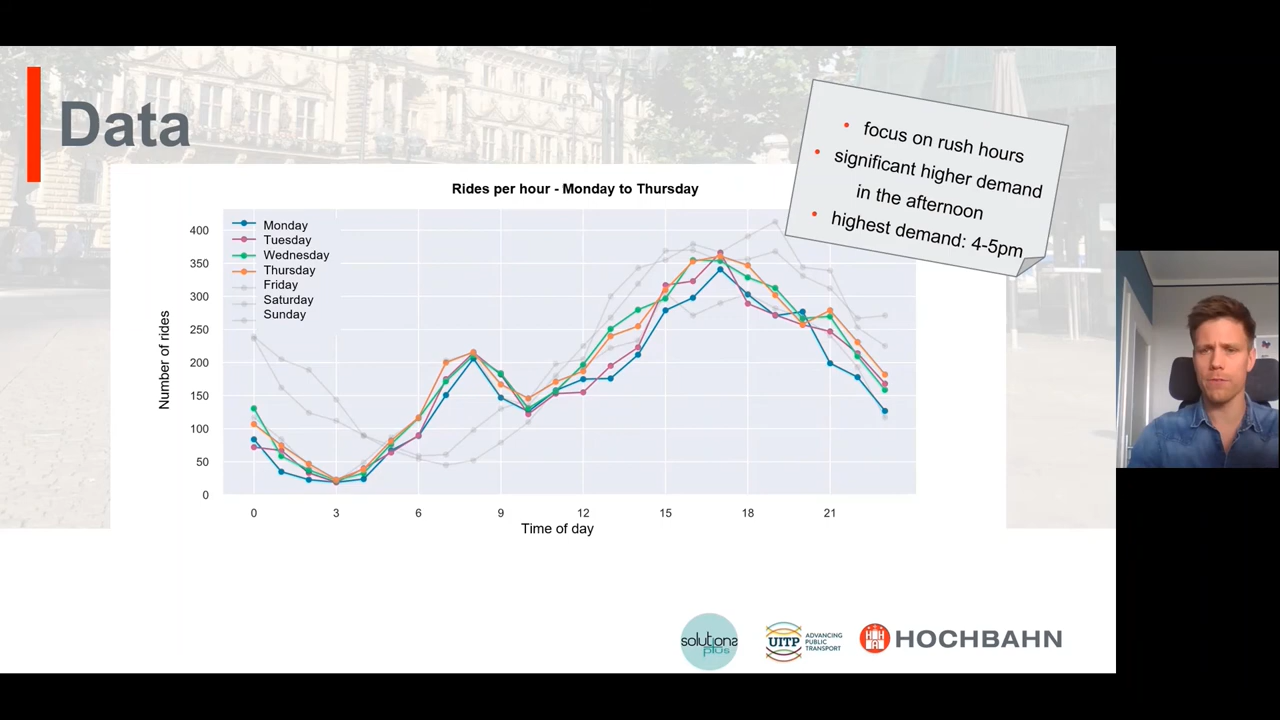 Data
focus on rush hours
significant higher demand
in the afternoon
highest demand: 4-5pm
Rides per hour - Monday to Thursday
Monday
Tuesday
Wednesday
Thursday
Friday
Saturday
Sunday
400
350
300
250
200
150
100
50
0
Number of rides
0 3 6 9 12 15 18 21
Time of day
solutions
plus
UITP
ADVANCING
PUBLIC
TRANSPORT
HOCHBAHN